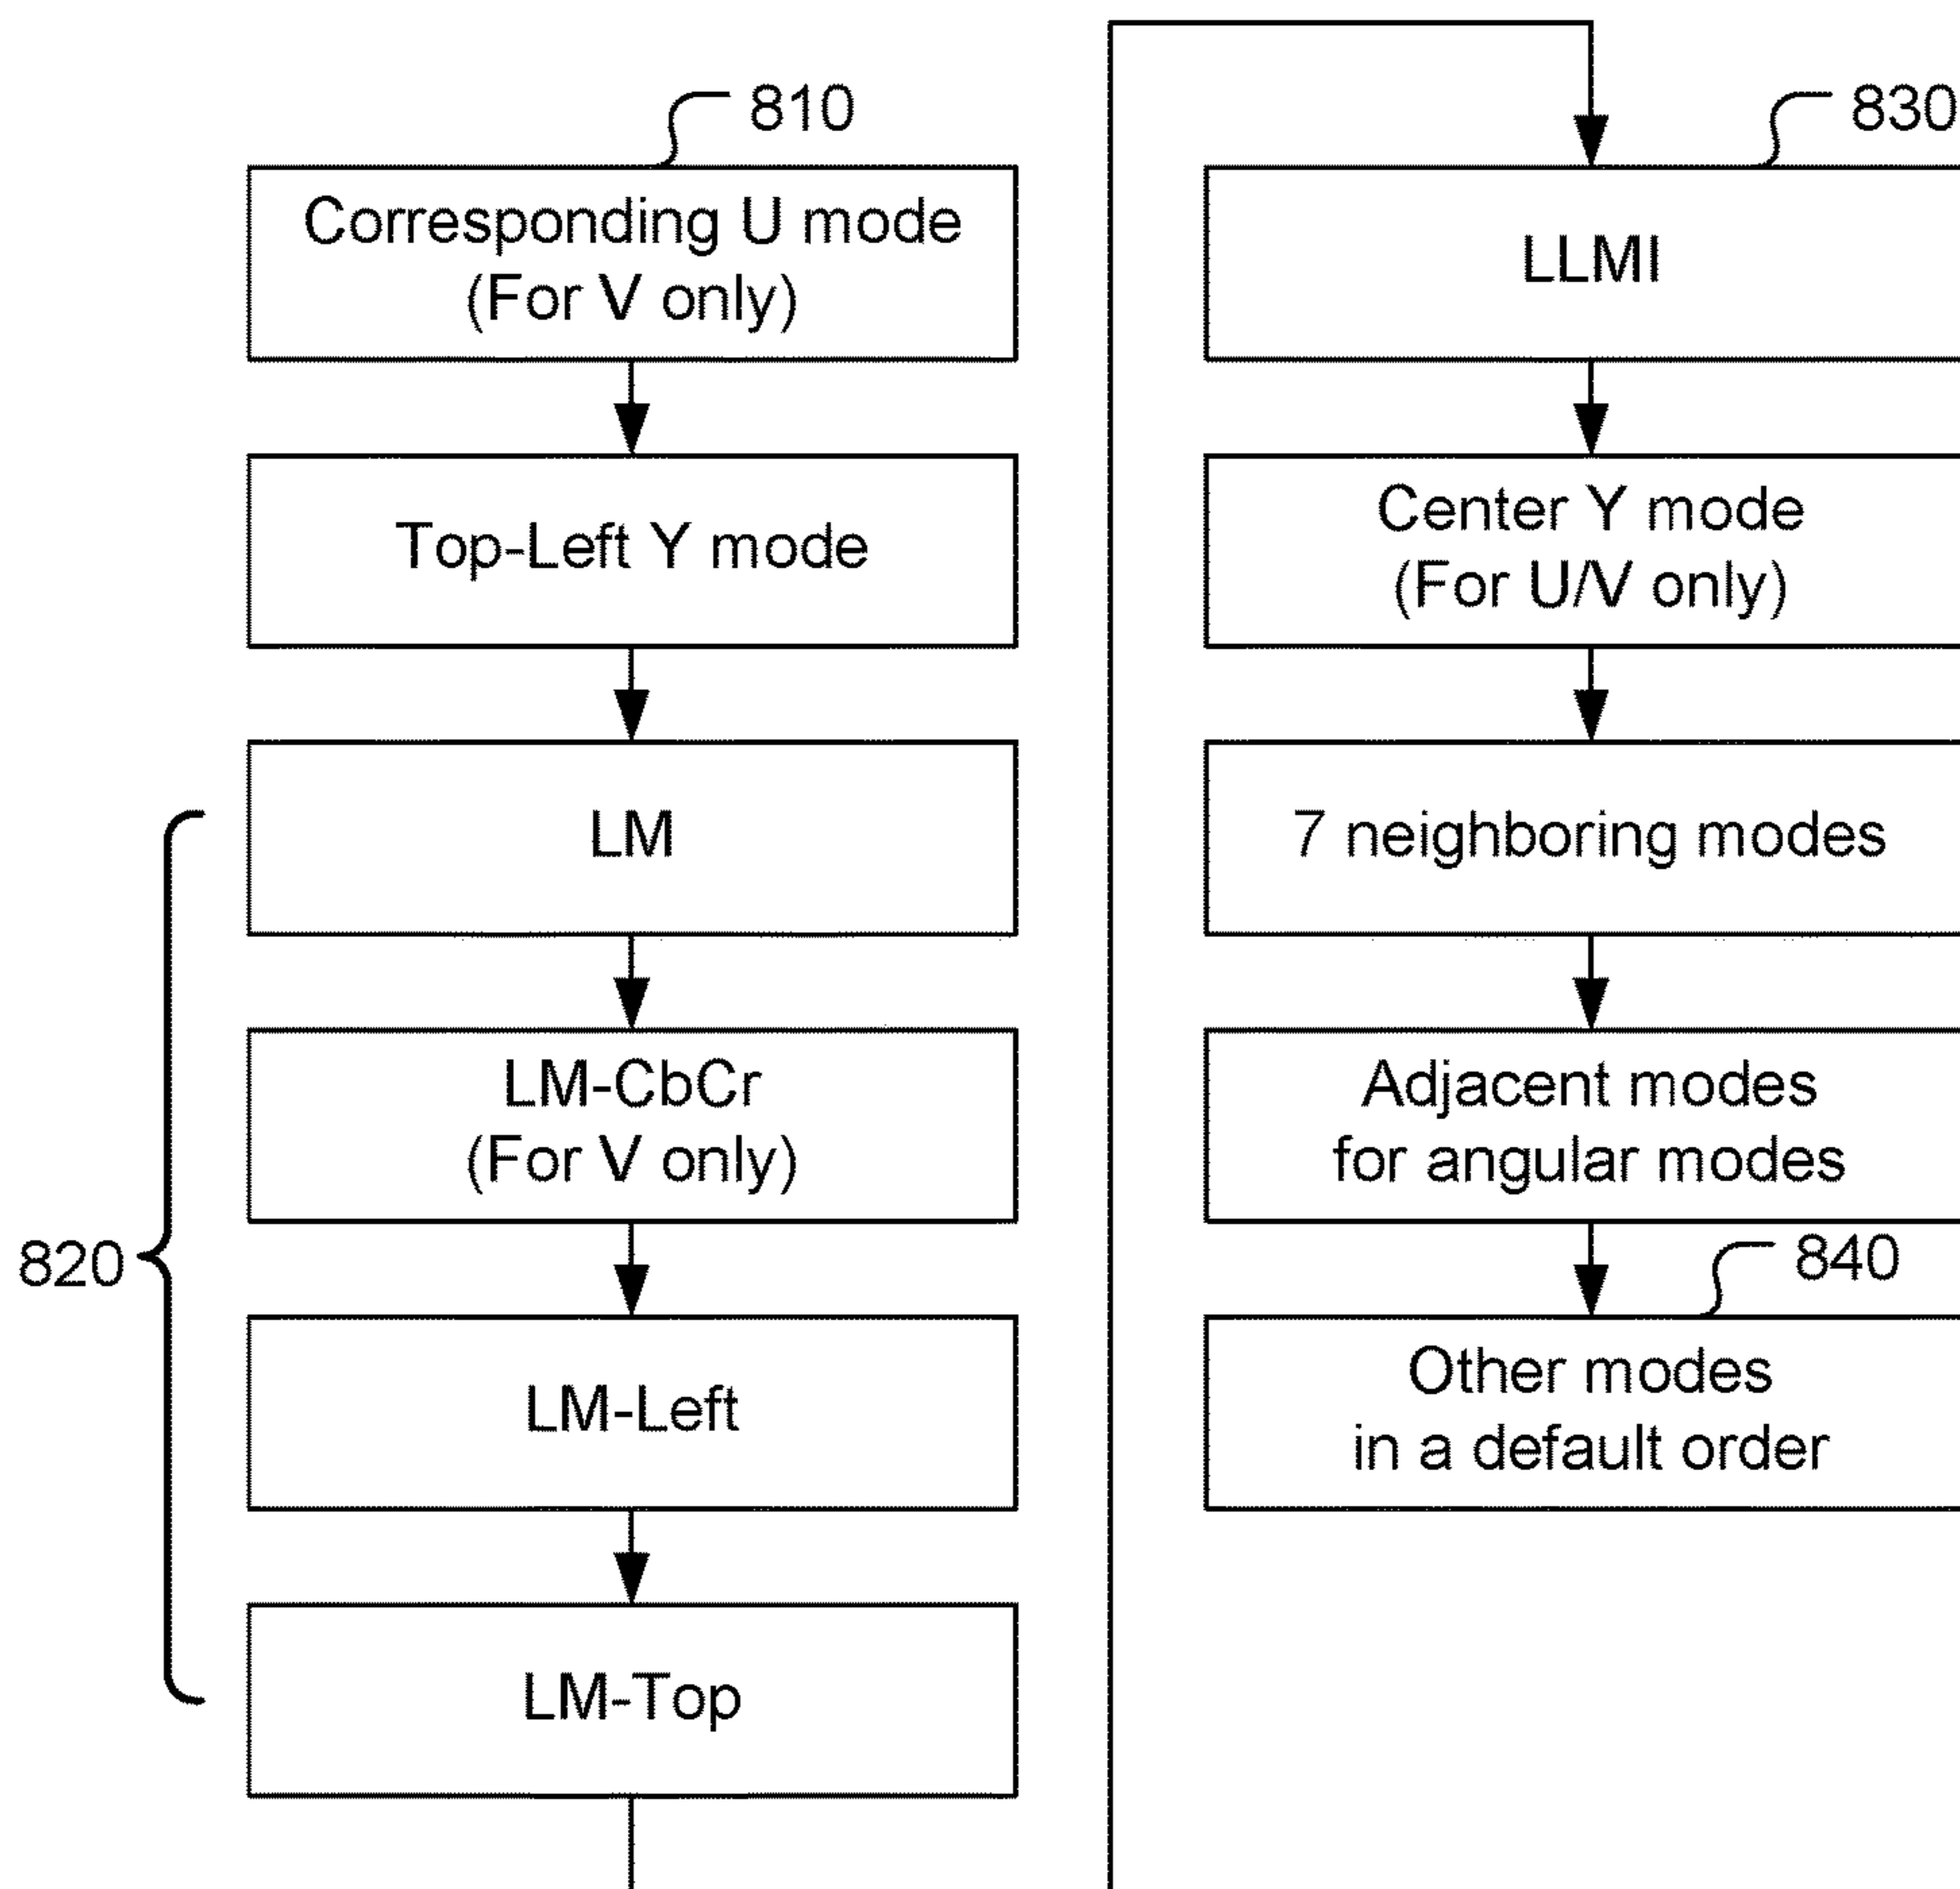 810
Corresponding U mode
(For V only)
Top-Left Y mode
820
LM
LM-CbCr
(For V only)
LM-Left
LM-Top
830
LLMI
Center Y mode
(For U/V only)
7 neighboring modes
Adjacent modes
for angular modes
840
Other modes
in a default order